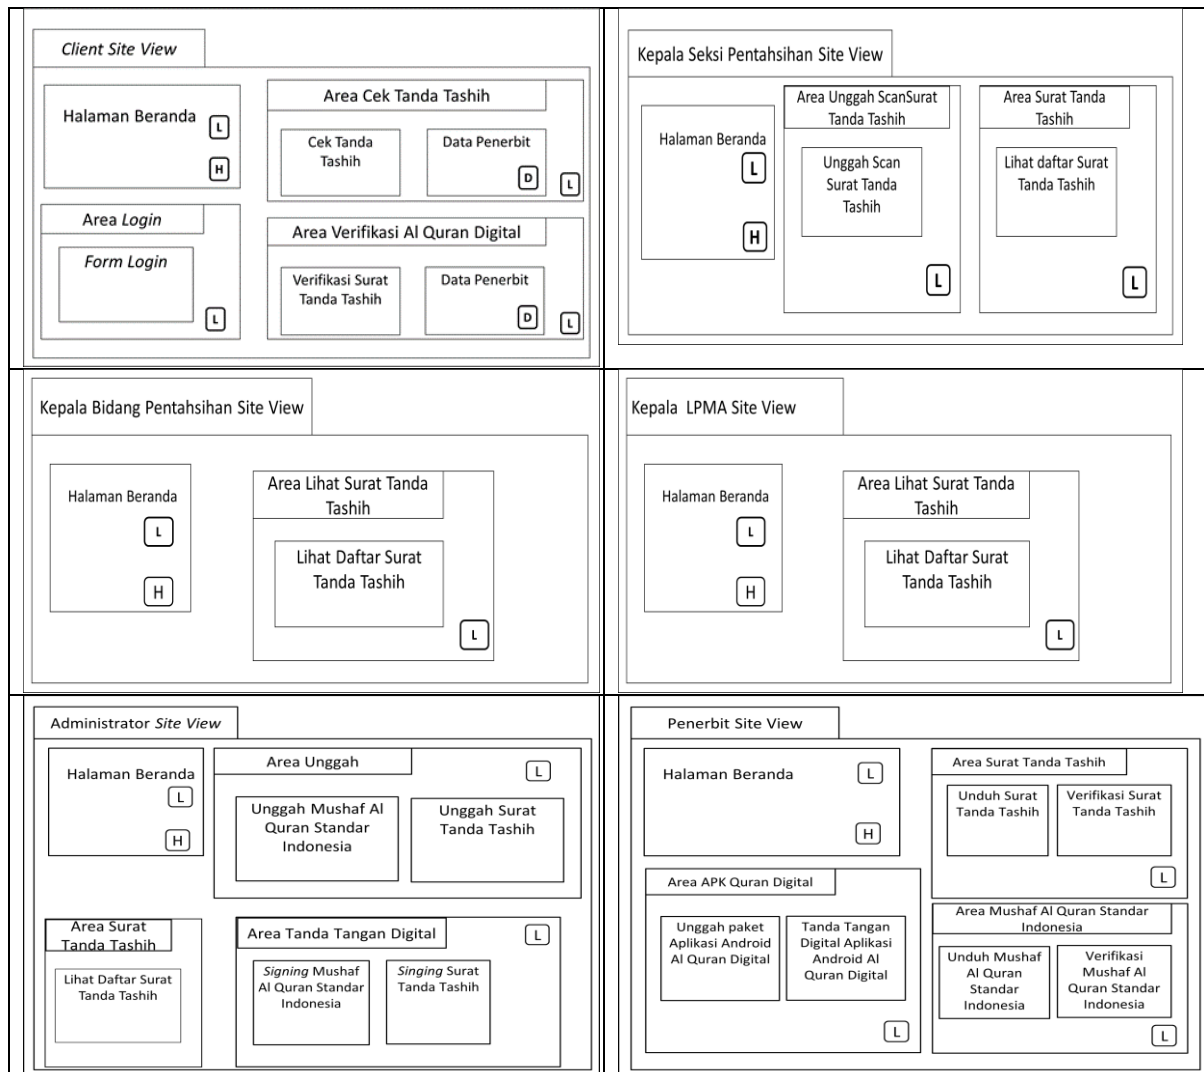 Client Site View
Halaman Beranda
L
H
Area Cek Tanda Tashih
Cek Tanda
Tashih
Data Penerbit
D
L
Area Login
Form Login
L
Area Verifikasi Al Quran Digital
Verifikasi Surat
Tanda Tashih
Data Penerbit
D
L
Kepala Seksi Pentahsihan Site View
Halaman Beranda
L
H
Area Unggah ScanSurat
Tanda Tashih
Unggah Scan
Surat Tanda
Tashih
L
Area Surat Tanda
Tashih
Lihat daftar Surat
Tanda Tashih
L
Kepala Bidang Pentahsihan Site View
Halaman Beranda
L
H
Area Lihat Surat Tanda
Tashih
Lihat Daftar Surat
Tanda Tashih
L
Kepala LPMA Site View
Halaman Beranda
L
H
Area Lihat Surat Tanda
Tashih
Lihat Daftar Surat
Tanda Tashih
L
Administrator Site View
Halaman Beranda
L
H
Area Unggah
L
Unggah Mushaf Al
Quran Standar
Indonesia
Unggah Surat
Tanda Tashih
Area Surat
Tanda Tashih
Lihat Daftar Surat
Tanda Tashih
Area Tanda Tangan Digital
L
Signing Mushaf
Al Quran Standar
Indonesia
Singing Surat
Tanda Tashih
Penerbit Site View
Halaman Beranda
L
H
Area Surat Tanda Tashih
Unduh Surat
Tanda Tashih
Verifikasi Surat
Tanda Tashih
L
Area APK Quran Digital
Unggah paket
Aplikasi Android
Al Quran Digital
Tanda Tangan
Digital Aplikasi
Android Al
Quran Digital
L
Area Mushaf Al Quran Standar
Indonesia
Unduh Mushaf
Al Quran
Standar
Indonesia
Verifikasi
Mushaf Al
Quran Standar
Indonesia
L